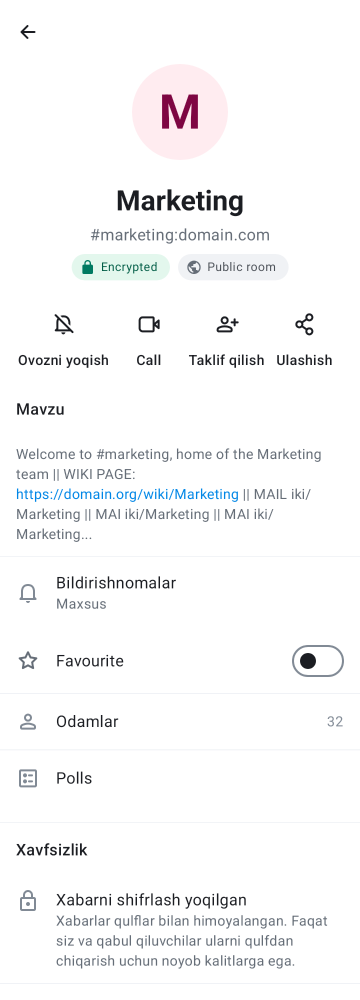 M
Marketing
#marketing:domain.com
Encrypted Public room
Ovozni yoqish Call Taklif qilish Ulashish
Mavzu
Welcome to #marketing, home of the Marketing
team || WIKI PAGE:
https://domain.org/wiki/Marketing || MAIL iki/
Marketing || MAI iki/Marketing || MAI iki/
Marketing...
Bildirishnomalar
Maxsus
Favourite
Odamlar 32
Polls
Xavfsizlik
Xabarni shifrlash yoqilgan
Xabarlar qulflar bilan himoyalangan. Faqat
siz va qabul qiluvchilar ularni qulfdan
chiqarish uchun noyob kalitlarga ega.